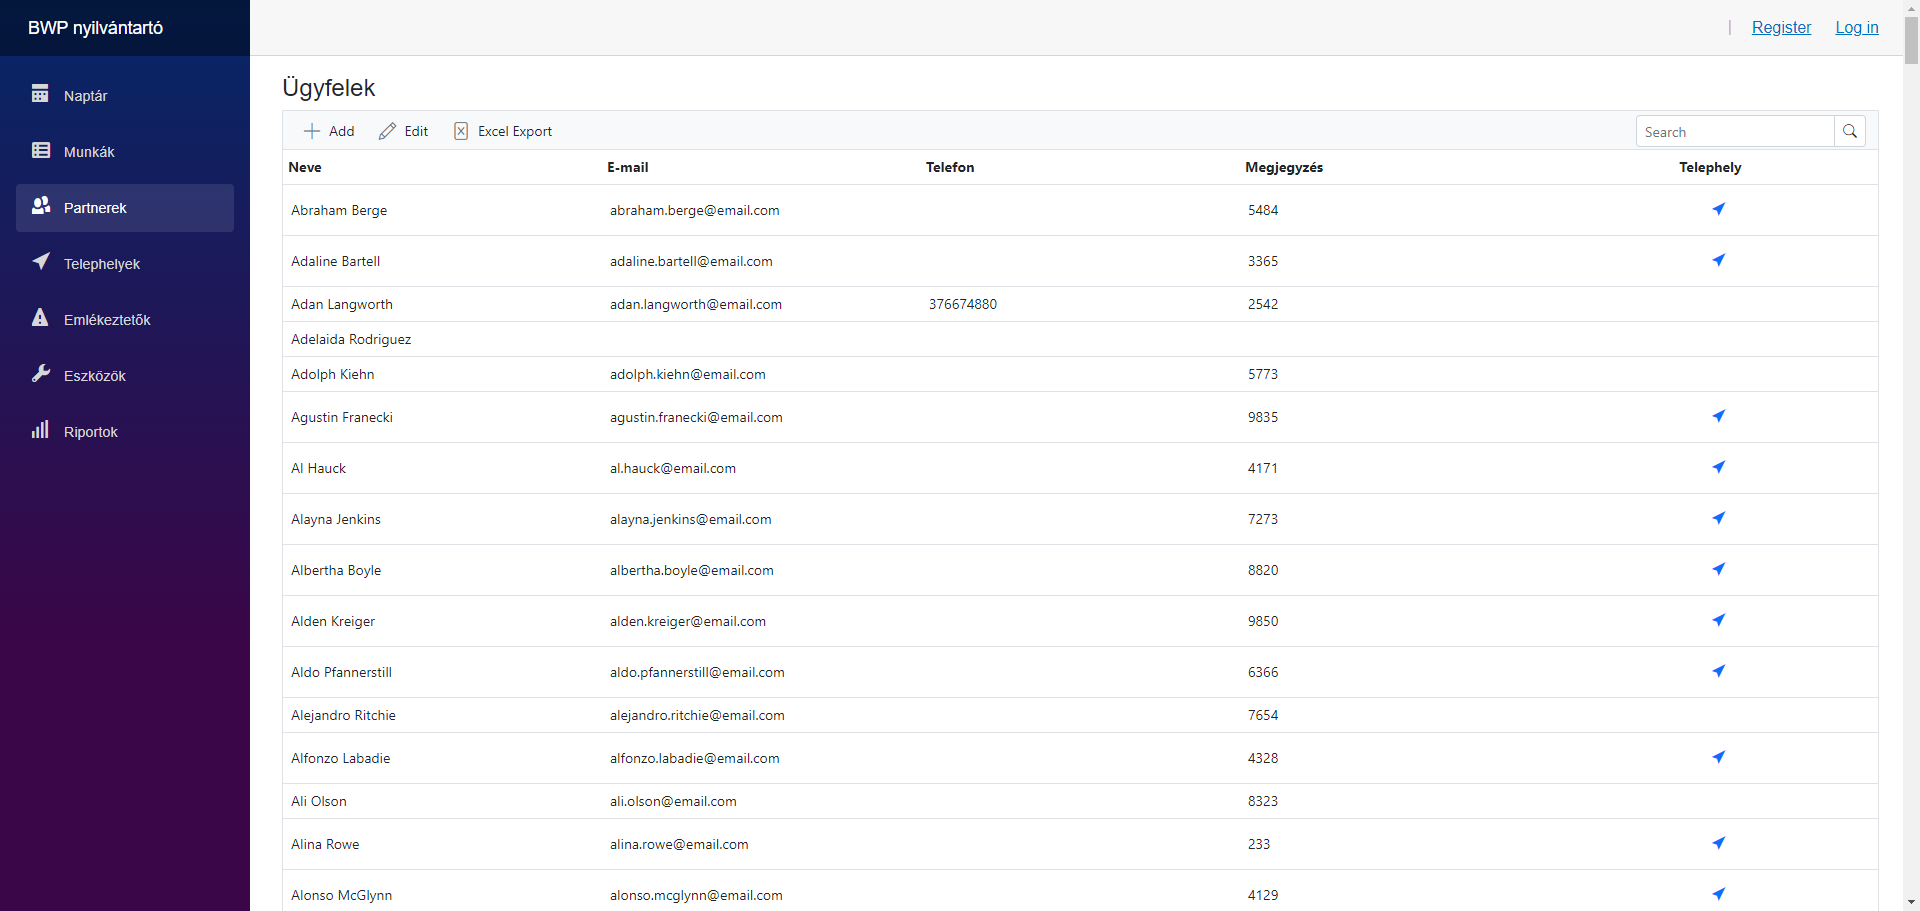 BWP nyilvántartó
| Register Log in
Naptár
Munkák
Partnerek
Telephelyek
Emlékeztetők
Eszközök
Riportok
Ügyfelek
Add Edit Excel Export Search
Neve E-mail Telefon Megjegyzés Telephely
Abraham Berge abraham.berge@email.com 5484
Adaline Bartell adaline.bartell@email.com 3365
Adan Langworth adan.langworth@email.com 376674880 2542
Adelaida Rodriguez
Adolph Kiehn adolph.kiehn@email.com 5773
Agustin Franecki agustin.franecki@email.com 9835
Al Hauck al.hauck@email.com 4171
Alayna Jenkins alayna.jenkins@email.com 7273
Albertha Boyle albertha.boyle@email.com 8820
Alden Kreiger alden.kreiger@email.com 9850
Aldo Pfannerstill aldo.pfannerstill@email.com 6366
Alejandro Ritchie alejandro.ritchie@email.com 7654
Alfonzo Labadie alfonzo.labadie@email.com 4328
Ali Olson ali.olson@email.com 8323
Alina Rowe alina.rowe@email.com 233
Alonso McGlynn alonso.mcglynn@email.com 4129